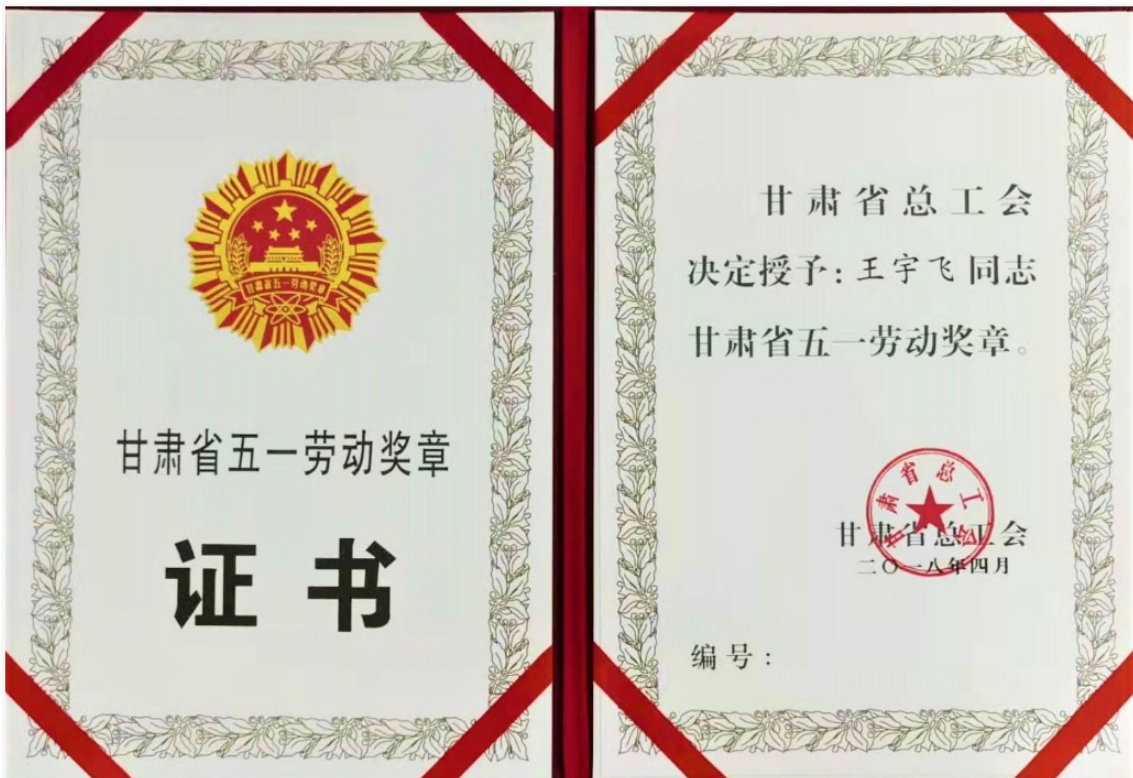 甘肃省五一劳动奖章
甘肃省五一劳动奖章
证书
甘肃省总工会
决定授予：王宇飞同志
甘肃省五一劳动奖章。
甘肃省总工会
甘肃省总工会
二〇一八年四月
编号：